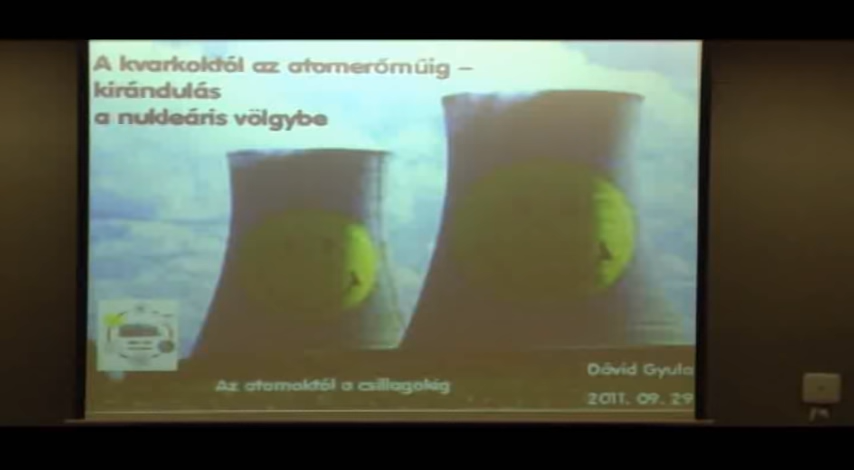 A kvarkoktól az atomerőműig –
kirándulás
a nukleáris völgybe
Az atomoktól a csillagokig
Dávid Gyula
2011. 09. 29